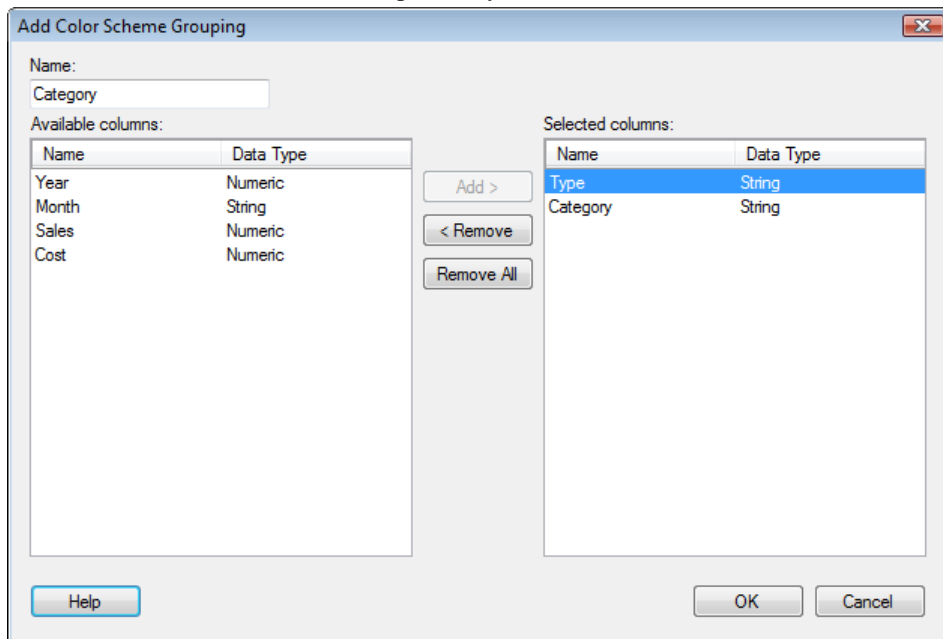 Add Color Scheme Grouping
Name:
Category
Available columns:
Name Data Type
Year Numeric
Month String
Sales Numeric
Cost Numeric
Add >
< Remove
Remove All
Selected columns:
Name Data Type
Type String
Category String
Help
OK
Cancel